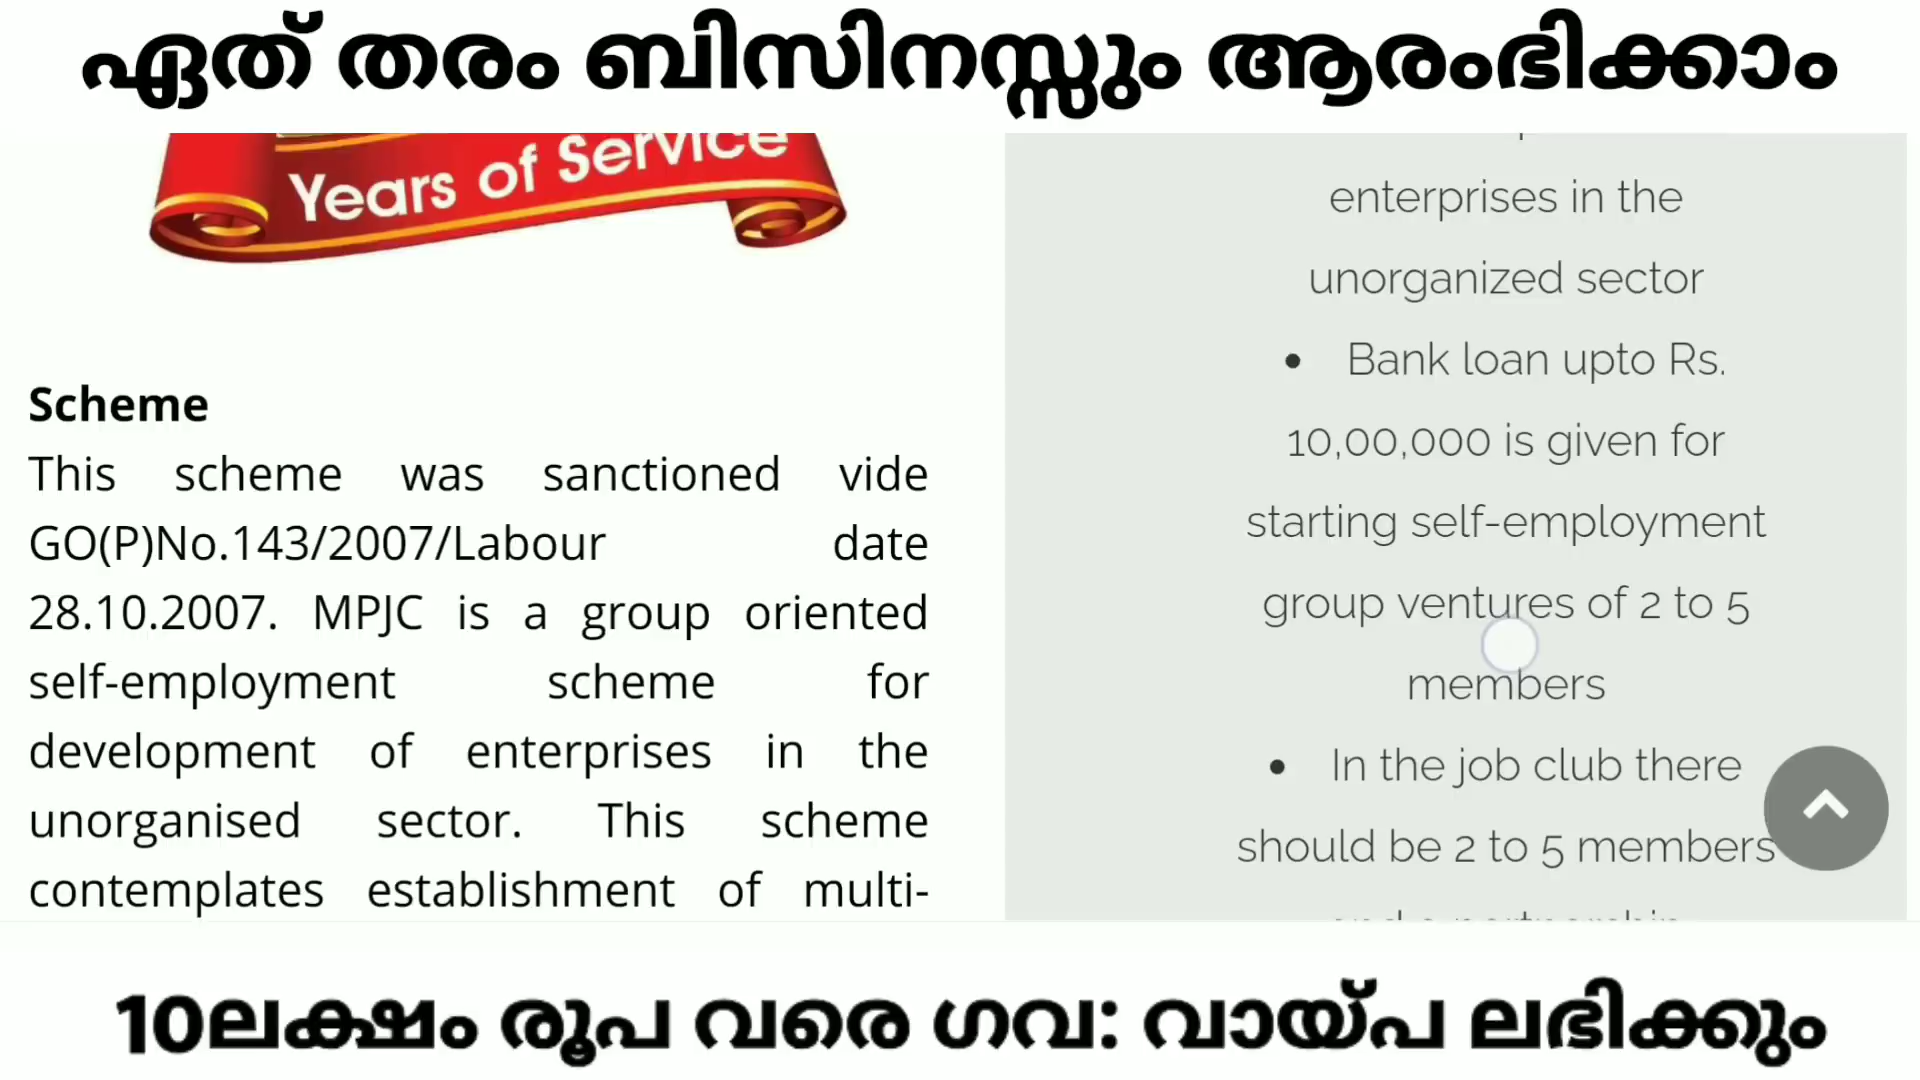 ഏത് തരം ബിസിനസ്സും ആരംഭിക്കാം
Years of Service
Scheme
This scheme was sanctioned vide
GO(P)No.143/2007/Labour date
28.10.2007. MPJC is a group oriented
self-employment scheme for
development of enterprises in the
unorganised sector. This scheme
contemplates establishment of multi-
enterprises in the
unorganized sector
• Bank loan upto Rs.
10,00,000 is given for
starting self-employment
group ventures of 2 to 5
members
• In the job club there
should be 2 to 5 members
10ലക്ഷം രൂപ വരെ ഗവ: വായ്പ ലഭിക്കും